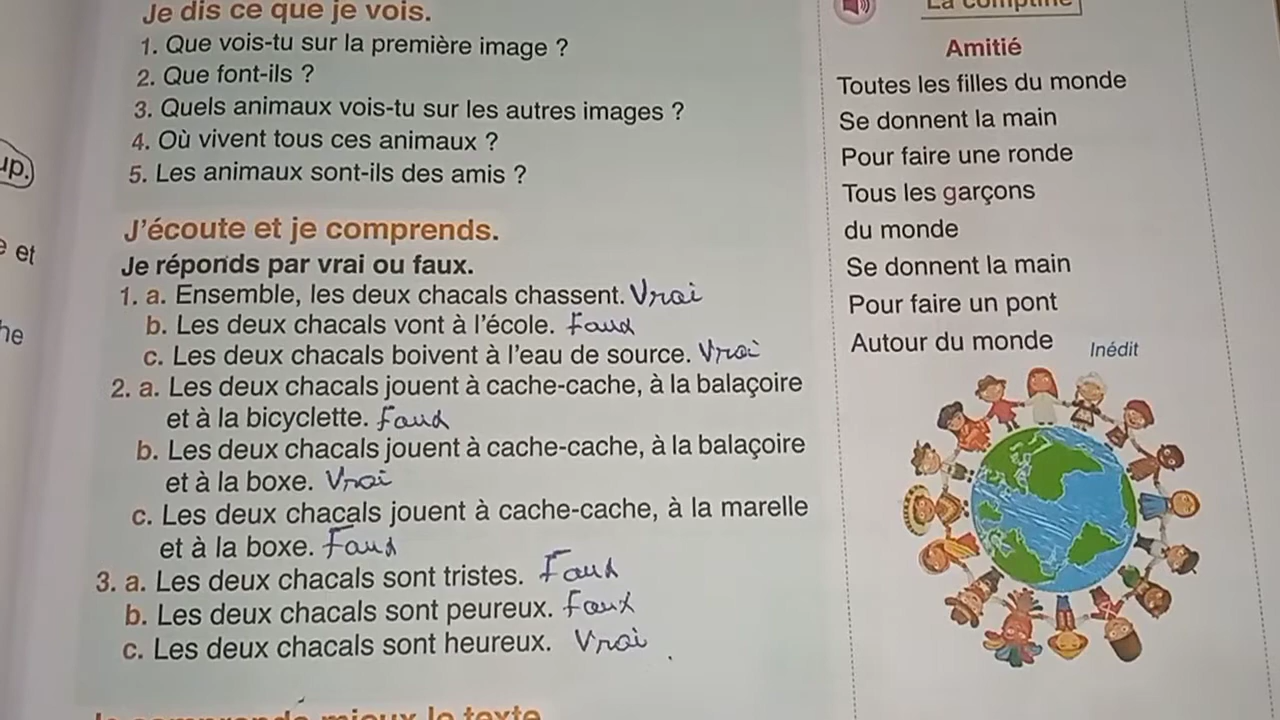 Je dis ce que je vois.
1. Que vois-tu sur la première image ?
2. Que font-ils ?
3. Quels animaux vois-tu sur les autres images ?
4. Où vivent tous ces animaux ?
5. Les animaux sont-ils des amis ?
J'écoute et je comprends.
Je réponds par vrai ou faux.
1. a. Ensemble, les deux chacals chassent. Vrai
b. Les deux chacals vont à l'école. Faux
c. Les deux chacals boivent à l'eau de source. Vrai
2. a. Les deux chacals jouent à cache-cache, à la balaçoire
et à la bicyclette. Faux
b. Les deux chacals jouent à cache-cache, à la balaçoire
et à la boxe. Vrai
c. Les deux chacals jouent à cache-cache, à la marelle
et à la boxe. Faux
3. a. Les deux chacals sont tristes. Faux
b. Les deux chacals sont peureux. Faux
c. Les deux chacals sont heureux. Vrai
mieux le texte
La comptine
Amitié
Toutes les filles du monde
Se donnent la main
Pour faire une ronde
Tous les garçons
du monde
Se donnent la main
Pour faire un pont
Autour du monde
Inédit
et